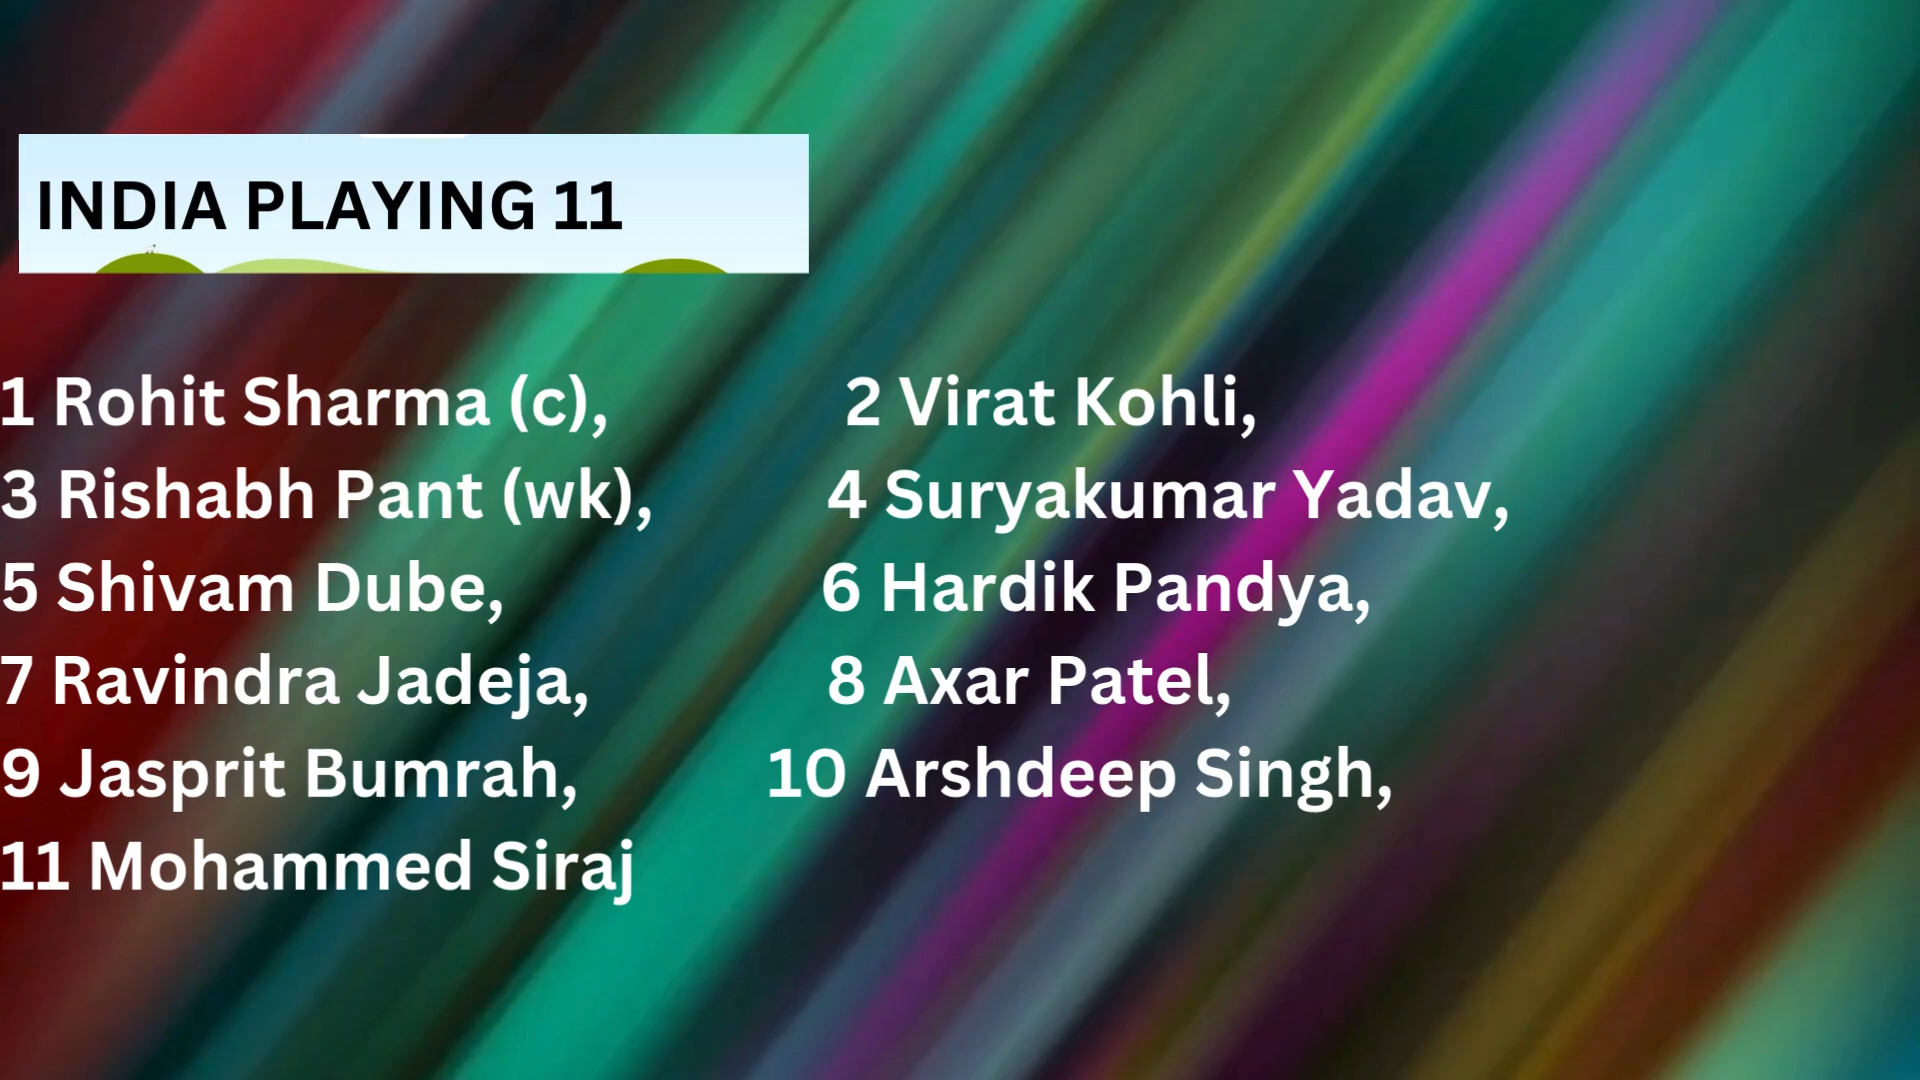 INDIA PLAYING 11
1 Rohit Sharma (c), 2 Virat Kohli,
3 Rishabh Pant (wk), 4 Suryakumar Yadav,
5 Shivam Dube, 6 Hardik Pandya,
7 Ravindra Jadeja, 8 Axar Patel,
9 Jasprit Bumrah, 10 Arshdeep Singh,
11 Mohammed Siraj